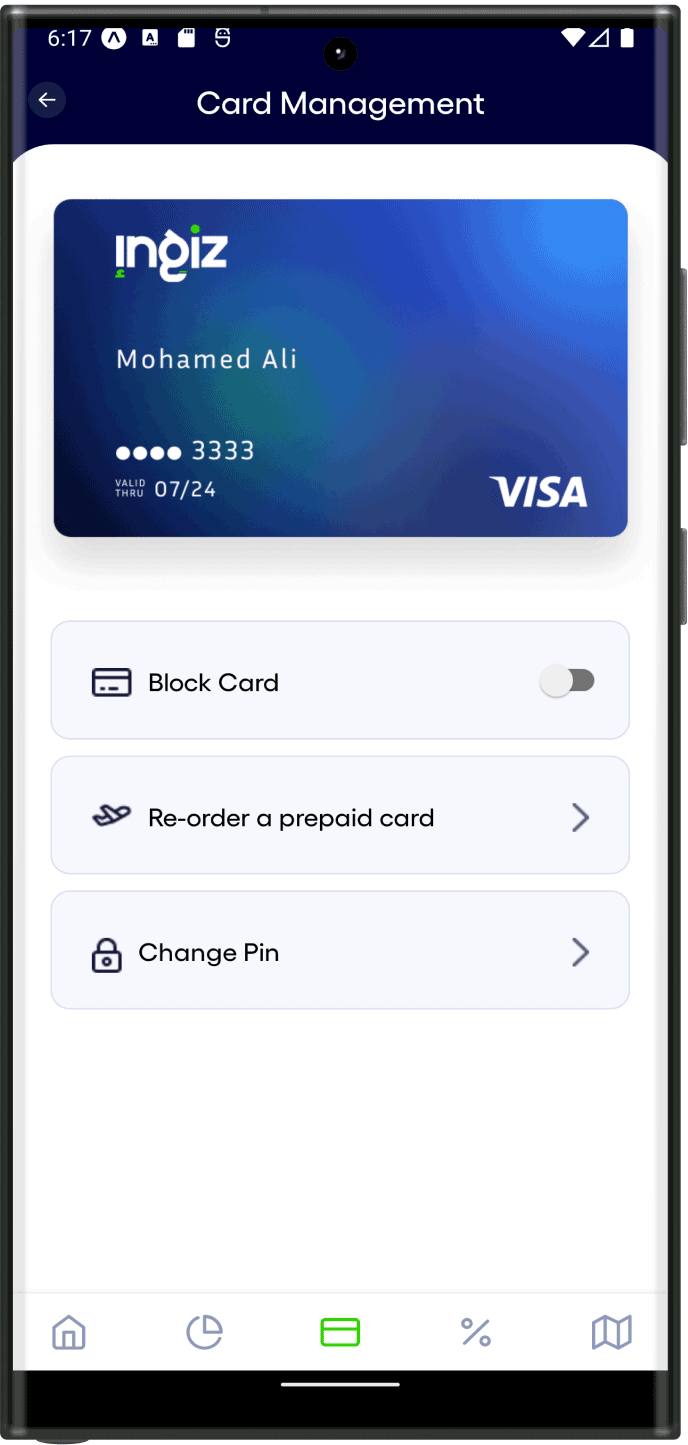 6:17
Card Management
ingiz
Mohamed Ali
●●●● 3333
VALID THRU 07/24
VISA
Block Card
Re-order a prepaid card
Change Pin